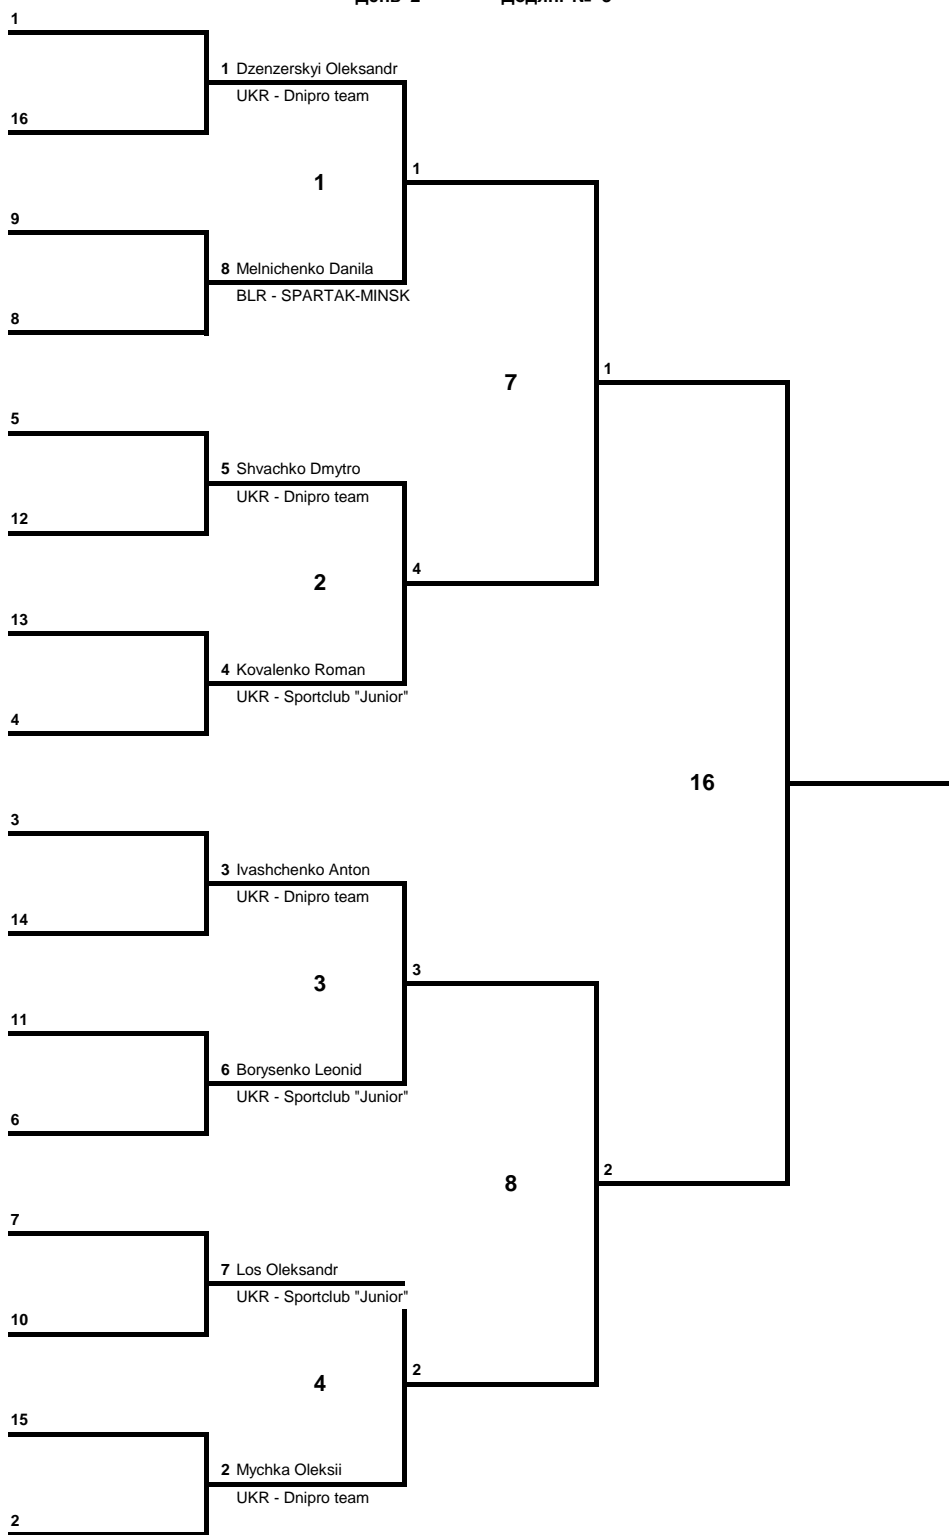 1
1 Dzenzerskyi Oleksandr
UKR - Dnipro team
16
1
1
9
8 Melnichenko Danila
BLR - SPARTAK-MINSK
8
7
1
5
5 Shvachko Dmytro
UKR - Dnipro team
12
2
4
13
4 Kovalenko Roman
UKR - Sportclub "Junior"
4
16
3
3 Ivashchenko Anton
UKR - Dnipro team
14
3
3
11
6 Borysenko Leonid
UKR - Sportclub "Junior"
6
8
2
7
7 Los Oleksandr
UKR - Sportclub "Junior"
10
4
2
15
2 Mychka Oleksii
UKR - Dnipro team
2